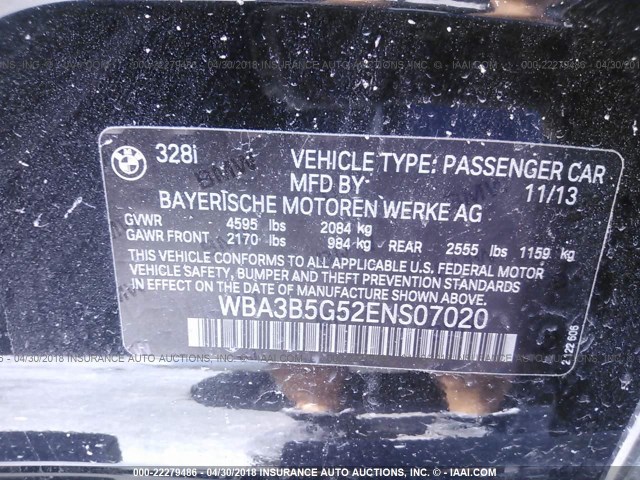 BMW
328i
VEHICLE TYPE: PASSENGER CAR
MFD BY:
11/13
BAYERISCHE MOTOREN WERKE AG
GVWR 4595 lbs 2084 kg
GAWR FRONT 2170 lbs 984 kg REAR 2555 lbs 1159 kg
THIS VEHICLE CONFORMS TO ALL APPLICABLE U.S. FEDERAL MOTOR
VEHICLE SAFETY, BUMPER AND THEFT PREVENTION STANDARDS
IN EFFECT ON THE DATE OF MANUFACTURE SHOWN ABOVE.
WBA3B5G52ENS07020
2122606
000-22279486 - 04/30/2018 INSURANCE AUTO AUCTIONS - © IAAI.COM